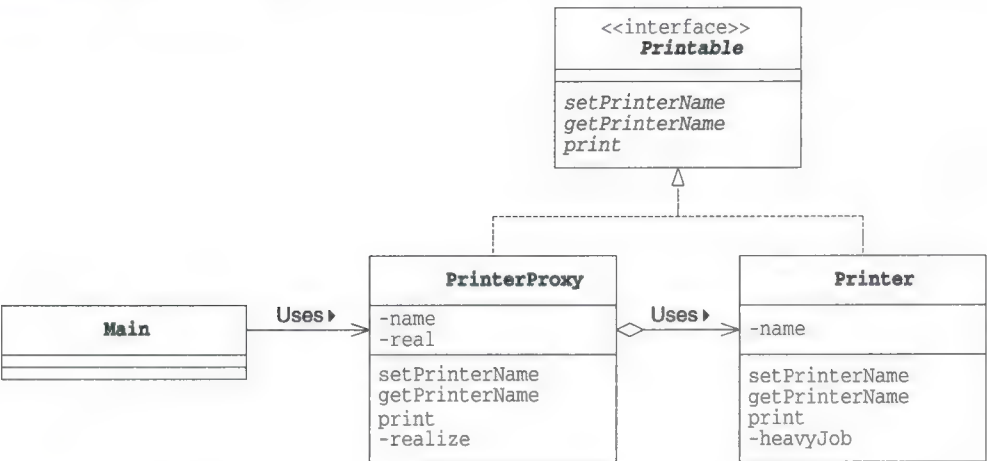 <<interface>>
Printable
setPrinterName
getPrinterName
print
Main
Uses▶
PrinterProxy
-name
-real
setPrinterName
getPrinterName
print
-realize
Uses▶
Printer
-name
setPrinterName
getPrinterName
print
-heavyJob